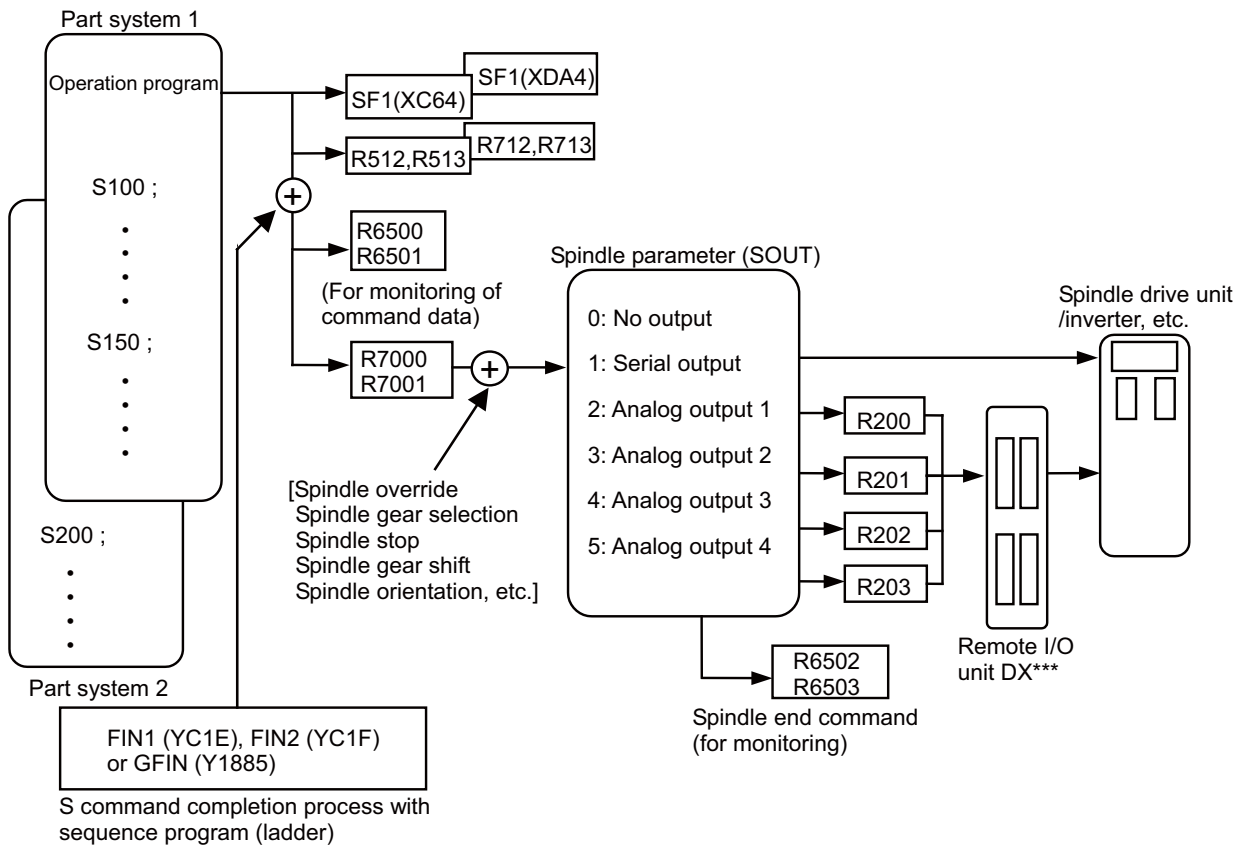 Part system 1
Operation program
S100 ;
S150 ;
S200 ;
Part system 2
SF1(XC64)
SF1(XDA4)
R512,R513
R712,R713
+
R6500
R6501
(For monitoring of
command data)
R7000
R7001
+
[Spindle override
Spindle gear selection
Spindle stop
Spindle gear shift
Spindle orientation, etc.]
FIN1 (YC1E), FIN2 (YC1F)
or GFIN (Y1885)
S command completion process with
sequence program (ladder)
Spindle parameter (SOUT)
0: No output
1: Serial output
2: Analog output 1
3: Analog output 2
4: Analog output 3
5: Analog output 4
R200
R201
R202
R203
R6502
R6503
Spindle end command
(for monitoring)
Remote I/O
unit DX***
Spindle drive unit
/inverter, etc.